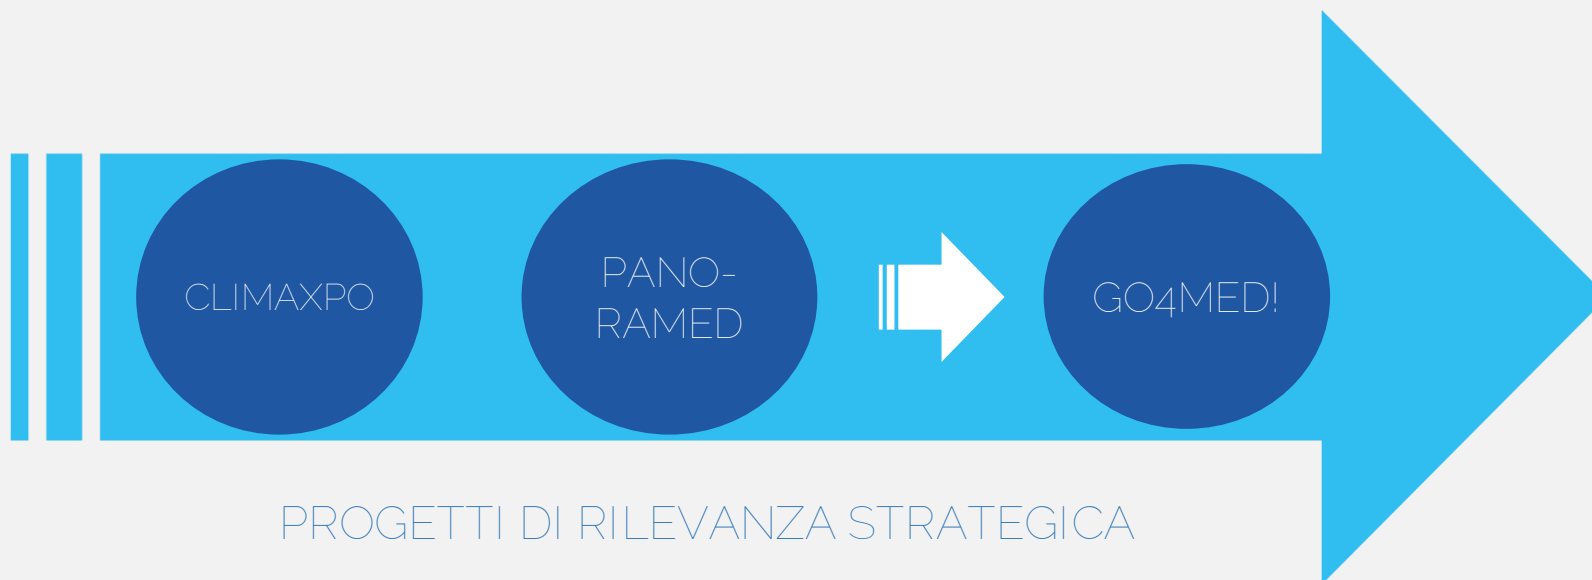 CLIMAXPO
PANO-
RAMED
GO4MED!
PROGETTI DI RILEVANZA STRATEGICA